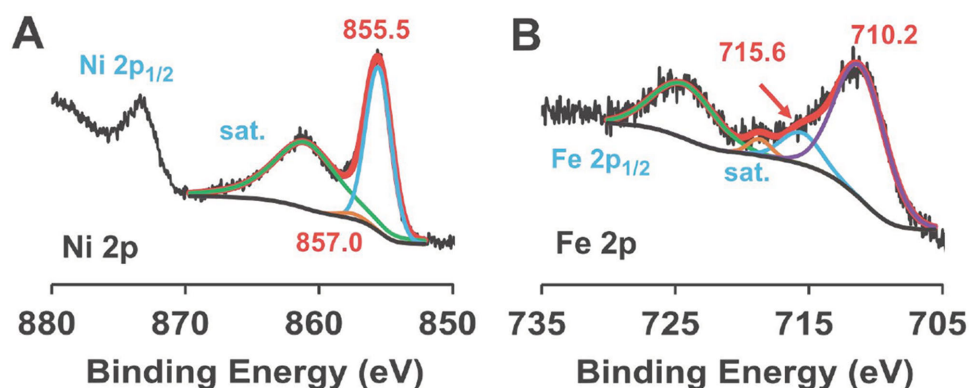 A
855.5
Ni 2p1/2
sat.
857.0
Ni 2p
880 870 860 850
Binding Energy (eV)
B
710.2
715.6
Fe 2p1/2
sat.
Fe 2p
735 725 715 705
Binding Energy (eV)